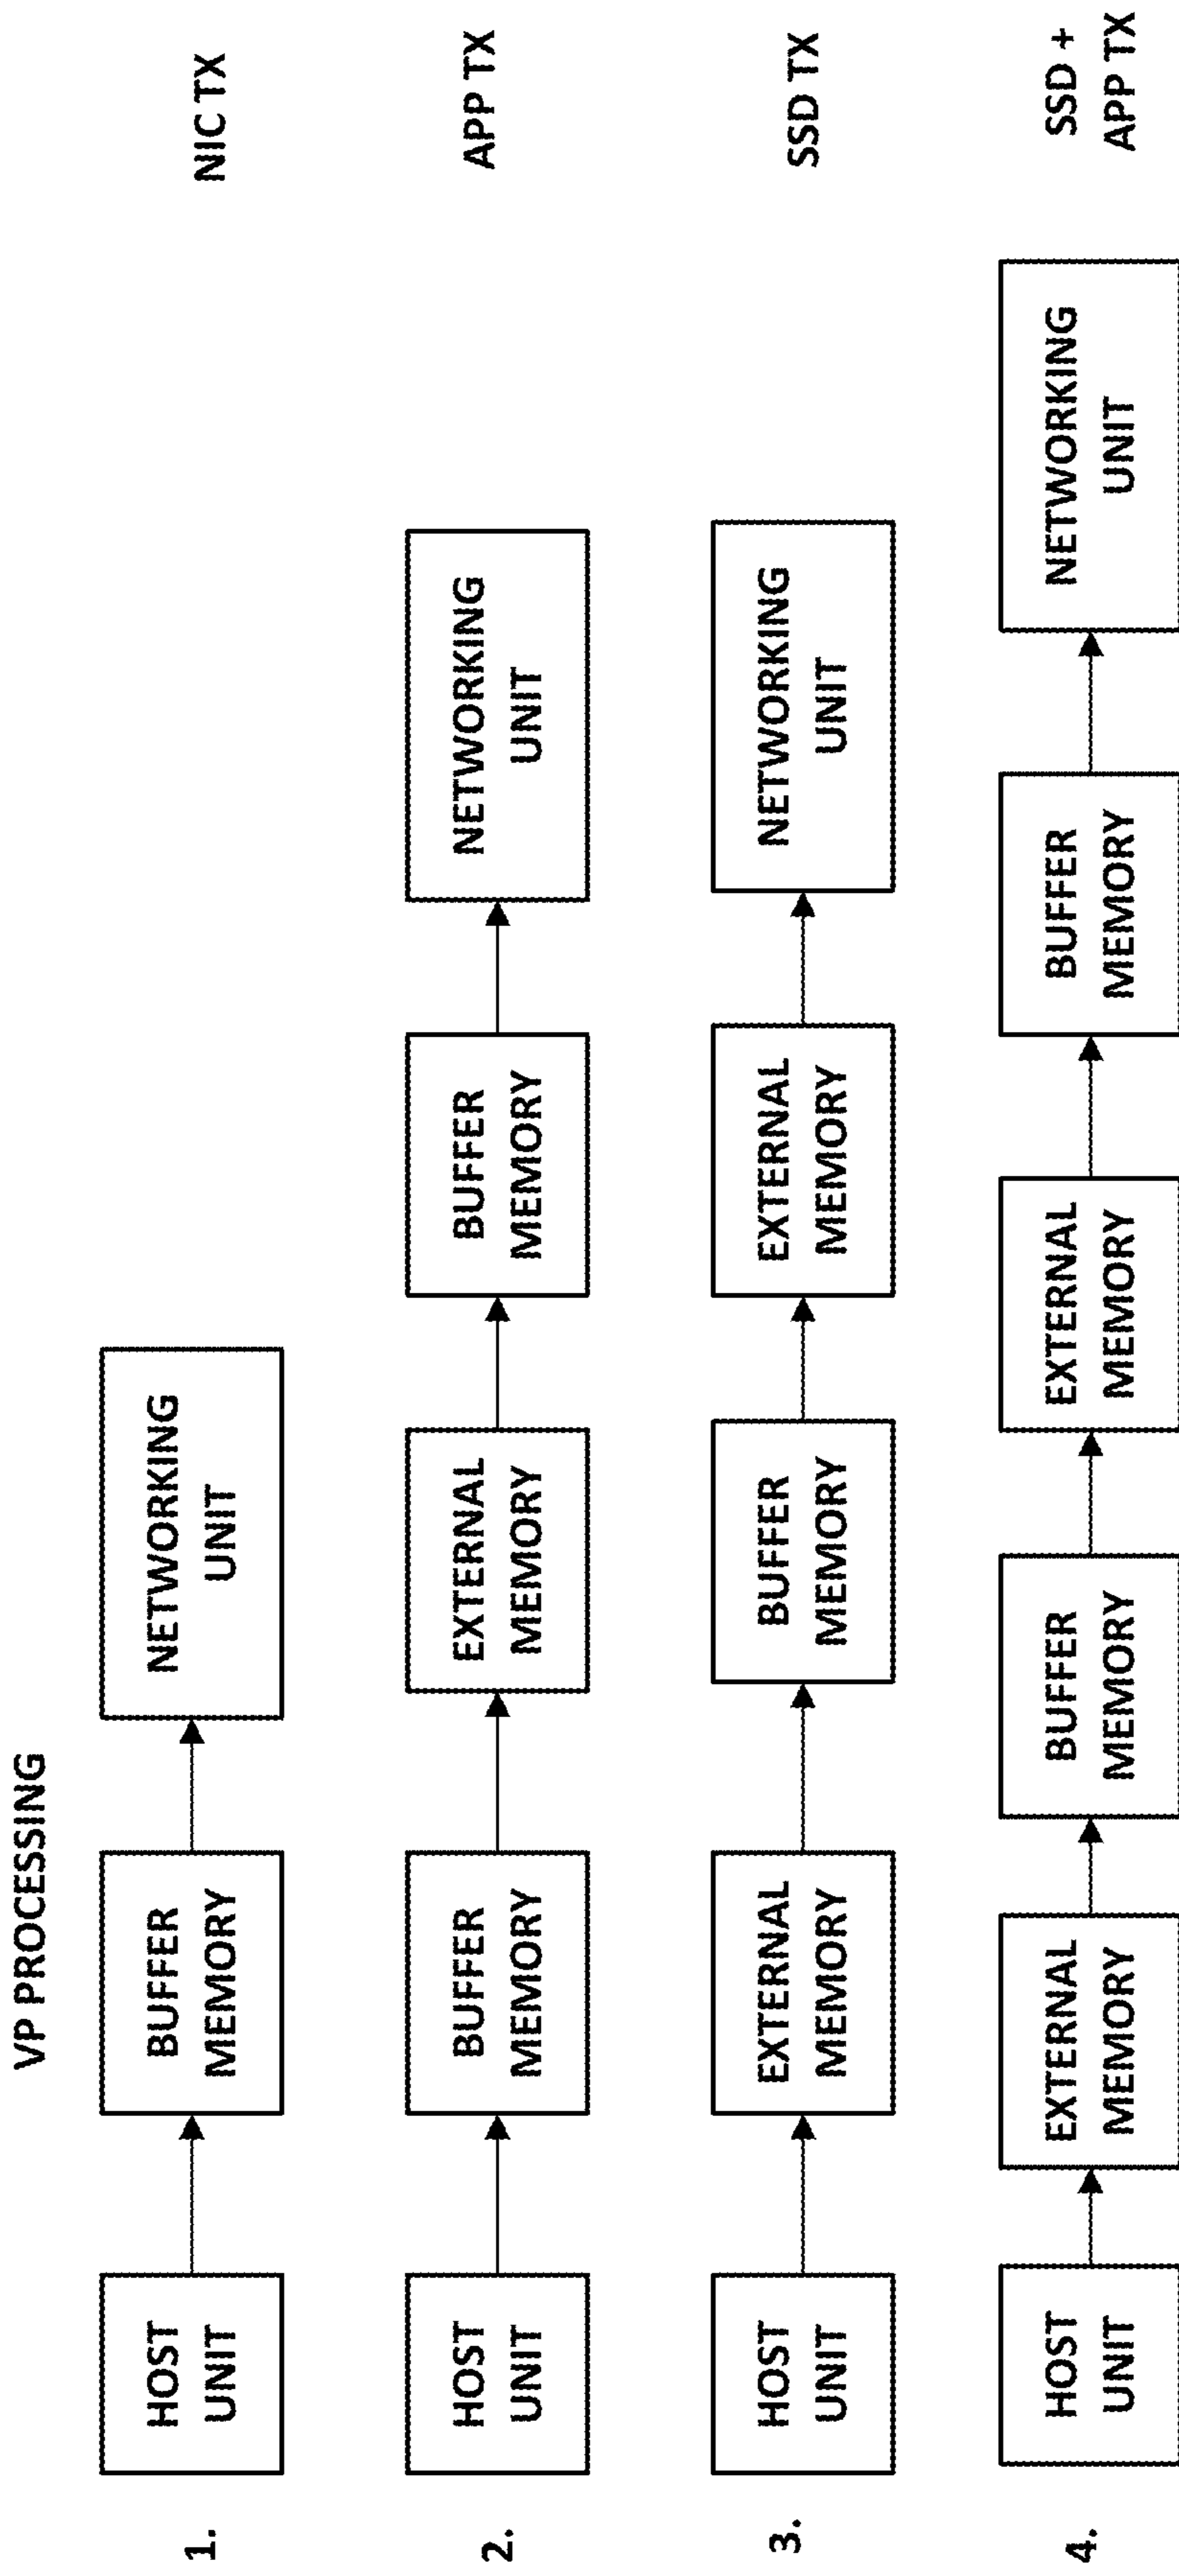 VP PROCESSING
1.
HOST
UNIT
BUFFER
MEMORY
NETWORKING
UNIT
NIC TX
2.
HOST
UNIT
BUFFER
MEMORY
EXTERNAL
MEMORY
BUFFER
MEMORY
NETWORKING
UNIT
APP TX
3.
HOST
UNIT
EXTERNAL
MEMORY
BUFFER
MEMORY
EXTERNAL
MEMORY
NETWORKING
UNIT
SSD TX
4.
HOST
UNIT
EXTERNAL
MEMORY
BUFFER
MEMORY
EXTERNAL
MEMORY
BUFFER
MEMORY
NETWORKING
UNIT
SSD +
APP TX